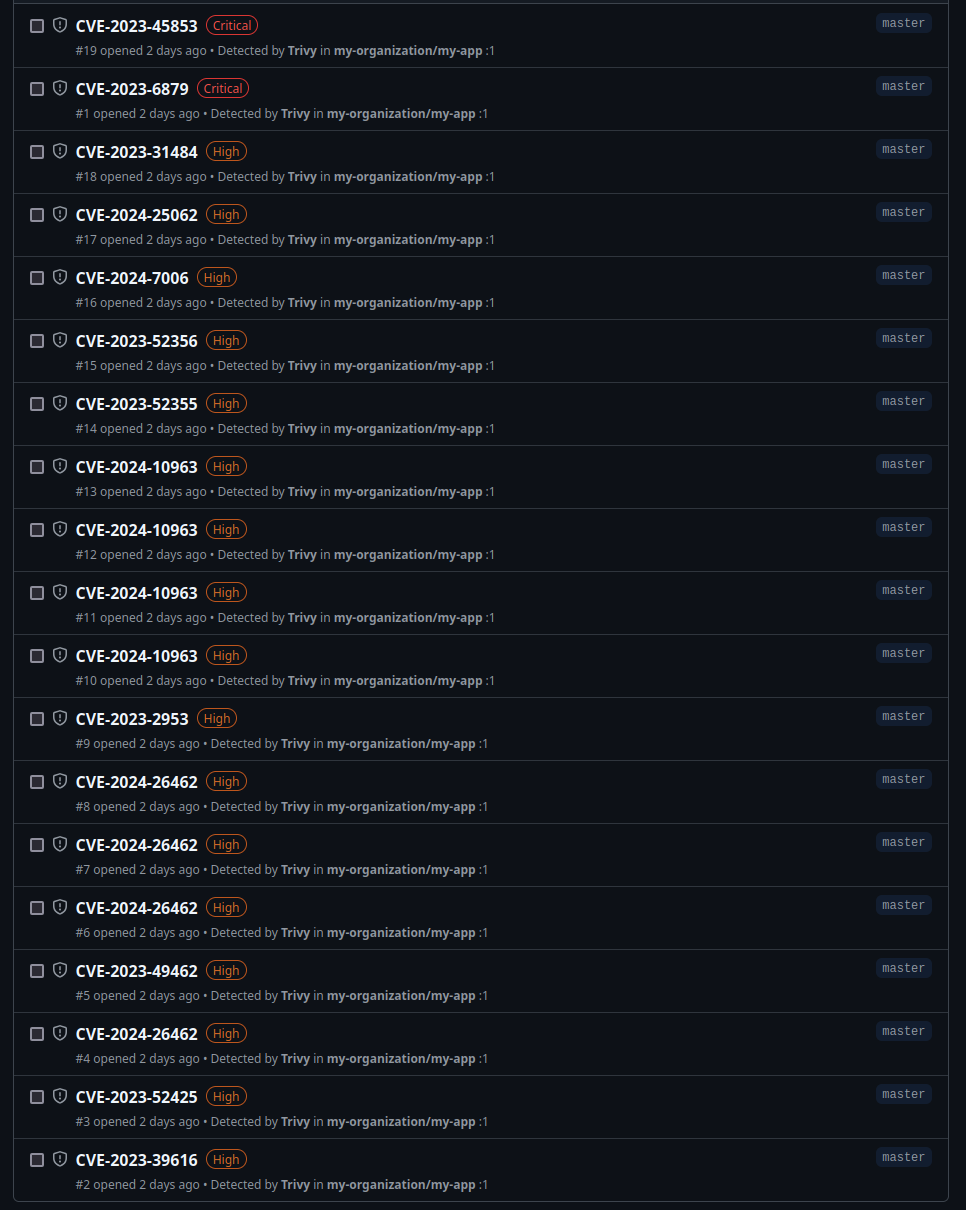 CVE-2023-45853 Critical master
#19 opened 2 days ago • Detected by Trivy in my-organization/my-app :1
CVE-2023-6879 Critical master
#1 opened 2 days ago • Detected by Trivy in my-organization/my-app :1
CVE-2023-31484 High master
#18 opened 2 days ago • Detected by Trivy in my-organization/my-app :1
CVE-2024-25062 High master
#17 opened 2 days ago • Detected by Trivy in my-organization/my-app :1
CVE-2024-7006 High master
#16 opened 2 days ago • Detected by Trivy in my-organization/my-app :1
CVE-2023-52356 High master
#15 opened 2 days ago • Detected by Trivy in my-organization/my-app :1
CVE-2023-52355 High master
#14 opened 2 days ago • Detected by Trivy in my-organization/my-app :1
CVE-2024-10963 High master
#13 opened 2 days ago • Detected by Trivy in my-organization/my-app :1
CVE-2024-10963 High master
#12 opened 2 days ago • Detected by Trivy in my-organization/my-app :1
CVE-2024-10963 High master
#11 opened 2 days ago • Detected by Trivy in my-organization/my-app :1
CVE-2024-10963 High master
#10 opened 2 days ago • Detected by Trivy in my-organization/my-app :1
CVE-2023-2953 High master
#9 opened 2 days ago • Detected by Trivy in my-organization/my-app :1
CVE-2024-26462 High master
#8 opened 2 days ago • Detected by Trivy in my-organization/my-app :1
CVE-2024-26462 High master
#7 opened 2 days ago • Detected by Trivy in my-organization/my-app :1
CVE-2024-26462 High master
#6 opened 2 days ago • Detected by Trivy in my-organization/my-app :1
CVE-2023-49462 High master
#5 opened 2 days ago • Detected by Trivy in my-organization/my-app :1
CVE-2024-26462 High master
#4 opened 2 days ago • Detected by Trivy in my-organization/my-app :1
CVE-2023-52425 High master
#3 opened 2 days ago • Detected by Trivy in my-organization/my-app :1
CVE-2023-39616 High master
#2 opened 2 days ago • Detected by Trivy in my-organization/my-app :1